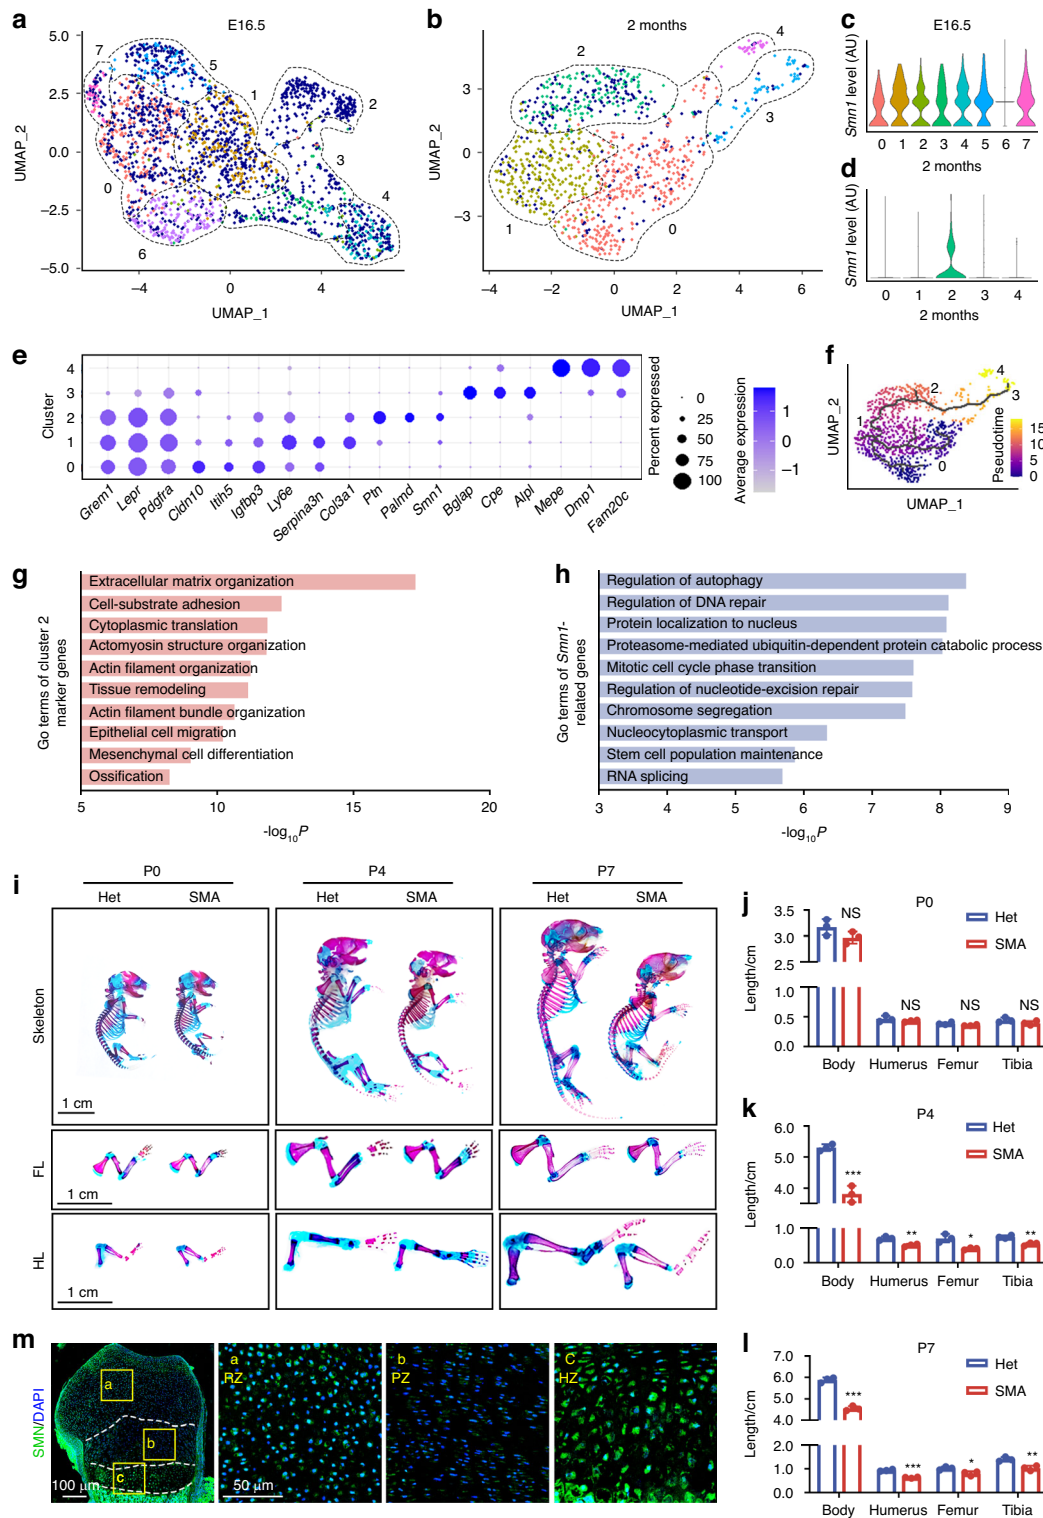 a
E16.5
5.0
2.5
0.0
−2.5
−5.0
UMAP_2
−4
0
4
UMAP_1
7
5
1
2
3
0
4
6
b
2 months
3
0
−3
UMAP_2
−4
−2
0
2
4
6
UMAP_1
2
4
3
1
0
c
E16.5
Smn1 level (AU)
0 1 2 3 4 5 6 7
2 months
d
Smn1 level (AU)
0 1 2 3 4
2 months
e
Cluster
4
3
2
1
0
Grem1
Lepr
Pdgfra
Cldn10
Itih5
Igfbp3
Ly6e
Serpina3n
Col3a1
Ptn
Palmd
Smn1
Bglap
Cpe
Alpl
Mepe
Dmp1
Fam20c
Percent expressed
0
25
50
75
100
Average expression
1
0
−1
f
UMAP_2
UMAP_1
4
2
3
1
0
Pseudotime
15
10
5
0
g
Go terms of cluster 2
marker genes
Extracellular matrix organization
Cell-substrate adhesion
Cytoplasmic translation
Actomyosin structure organization
Actin filament organization
Tissue remodeling
Actin filament bundle organization
Epithelial cell migration
Mesenchymal cell differentiation
Ossification
5 10 15 20
-log10P
h
Go terms of Smn1-
related genes
Regulation of autophagy
Regulation of DNA repair
Protein localization to nucleus
Proteasome-mediated ubiquitin-dependent protein catabolic process
Mitotic cell cycle phase transition
Regulation of nucleotide-excision repair
Chromosome segregation
Nucleocytoplasmic transport
Stem cell population maintenance
RNA splicing
3 4 5 6 7 8 9
-log10P
i
P0 P4 P7
Het SMA Het SMA Het SMA
Skeleton
1 cm
FL
1 cm
HL
1 cm
j
P0
Het
SMA
Length/cm
3.5
3.0
2.5
1.0
0.5
0.0
NS
NS NS NS
Body Humerus Femur Tibia
k
P4
Het
SMA
Length/cm
6.0
5.0
4.0
1.0
0.0
***
** * **
Body Humerus Femur Tibia
l
P7
Het
SMA
Length/cm
7.0
6.0
5.0
4.0
2.0
1.0
0
***
*** * **
Body Humerus Femur Tibia
m
SMN/DAPI
a
b
c
100 μm
a
RZ
50 μm
b
PZ
C
HZ